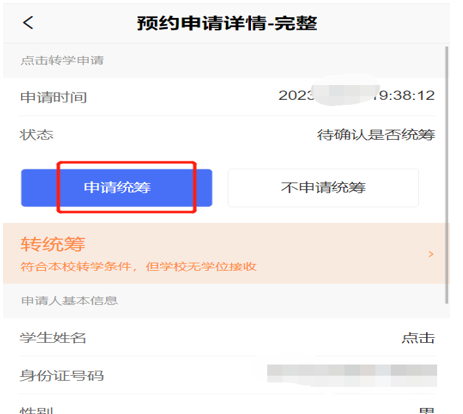 预约申请详情-完整
点击转学申请
申请时间 2023 19:38:12
状态 待确认是否统筹
申请统筹 不申请统筹
转统筹
符合本校转学条件，但学校无学位接收
申请人基本信息
学生姓名 点击
身份证号码
性别 男